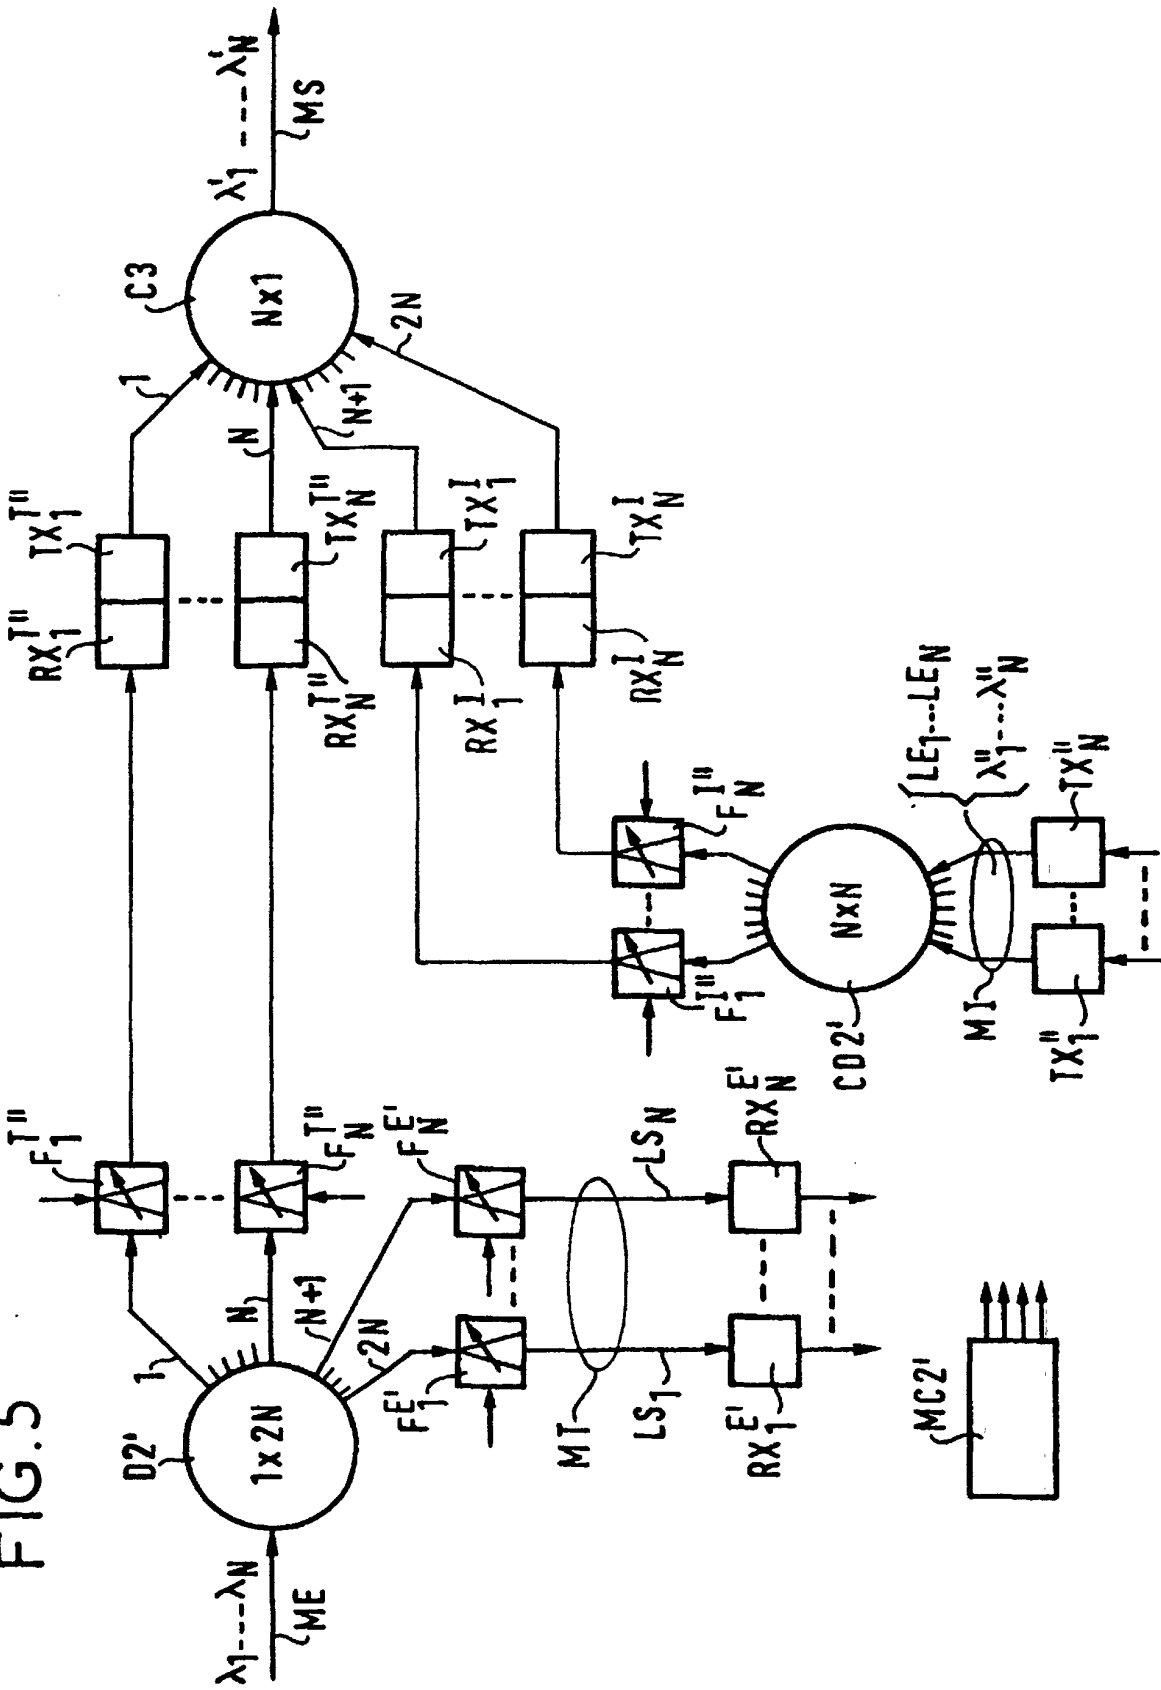 FIG.5
λ1----λN
ME
D2'
1x2N
1
N
N+1
2N
F1T"
FNT"
FNE'
F1E'
MT
LSN
LS1
RXNE'
RX1E'
MC2'
RX1T"
TX1T"
RXNT"
TXNT"
RX1I
TX1I
RXNI
TXNI
F1I"
FNI"
NxN
CD2'
MI
LE1---LEN
λ"1----λ"N
TX"1
TX"N
1
N
N+1
2N
C3
Nx1
λ'1 ---- λ'N
MS